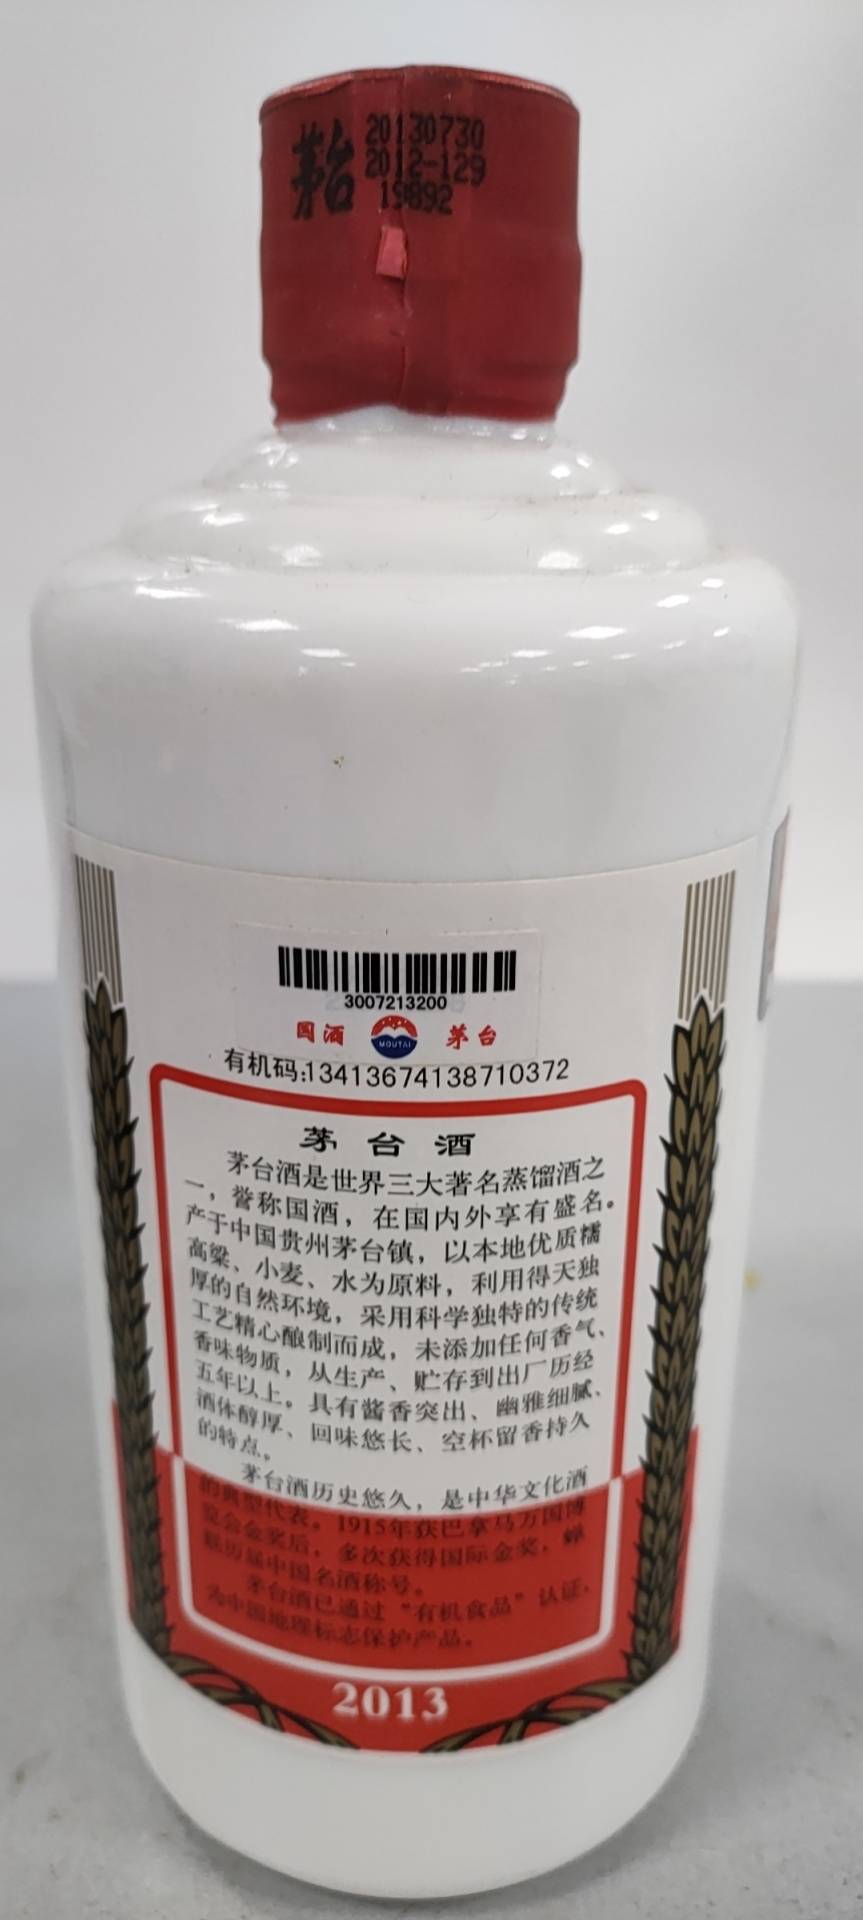 茅台
20130730
2012-129
19892
3007213200
国酒 MOUTAI 茅台
有机码:13413674138710372
茅台酒
茅台酒是世界三大著名蒸馏酒之
一，誉称国酒，在国内外享有盛名。
产于中国贵州茅台镇，以本地优质糯
高粱、小麦、水为原料，利用得天独
厚的自然环境，采用科学独特的传统
工艺精心酿制而成，未添加任何香气、
香味物质，从生产、贮存到出厂历经
五年以上。具有酱香突出、幽雅细腻、
酒体醇厚、回味悠长、空杯留香持久
的特点。
茅台酒历史悠久，是中华文化酒
的典型代表。1915年获巴拿马万国博
览会金奖后，多次获得国际金奖，蝉
联历届中国名酒称号。
茅台酒已通过“有机食品”认证，
为中国地理标志保护产品。
2013